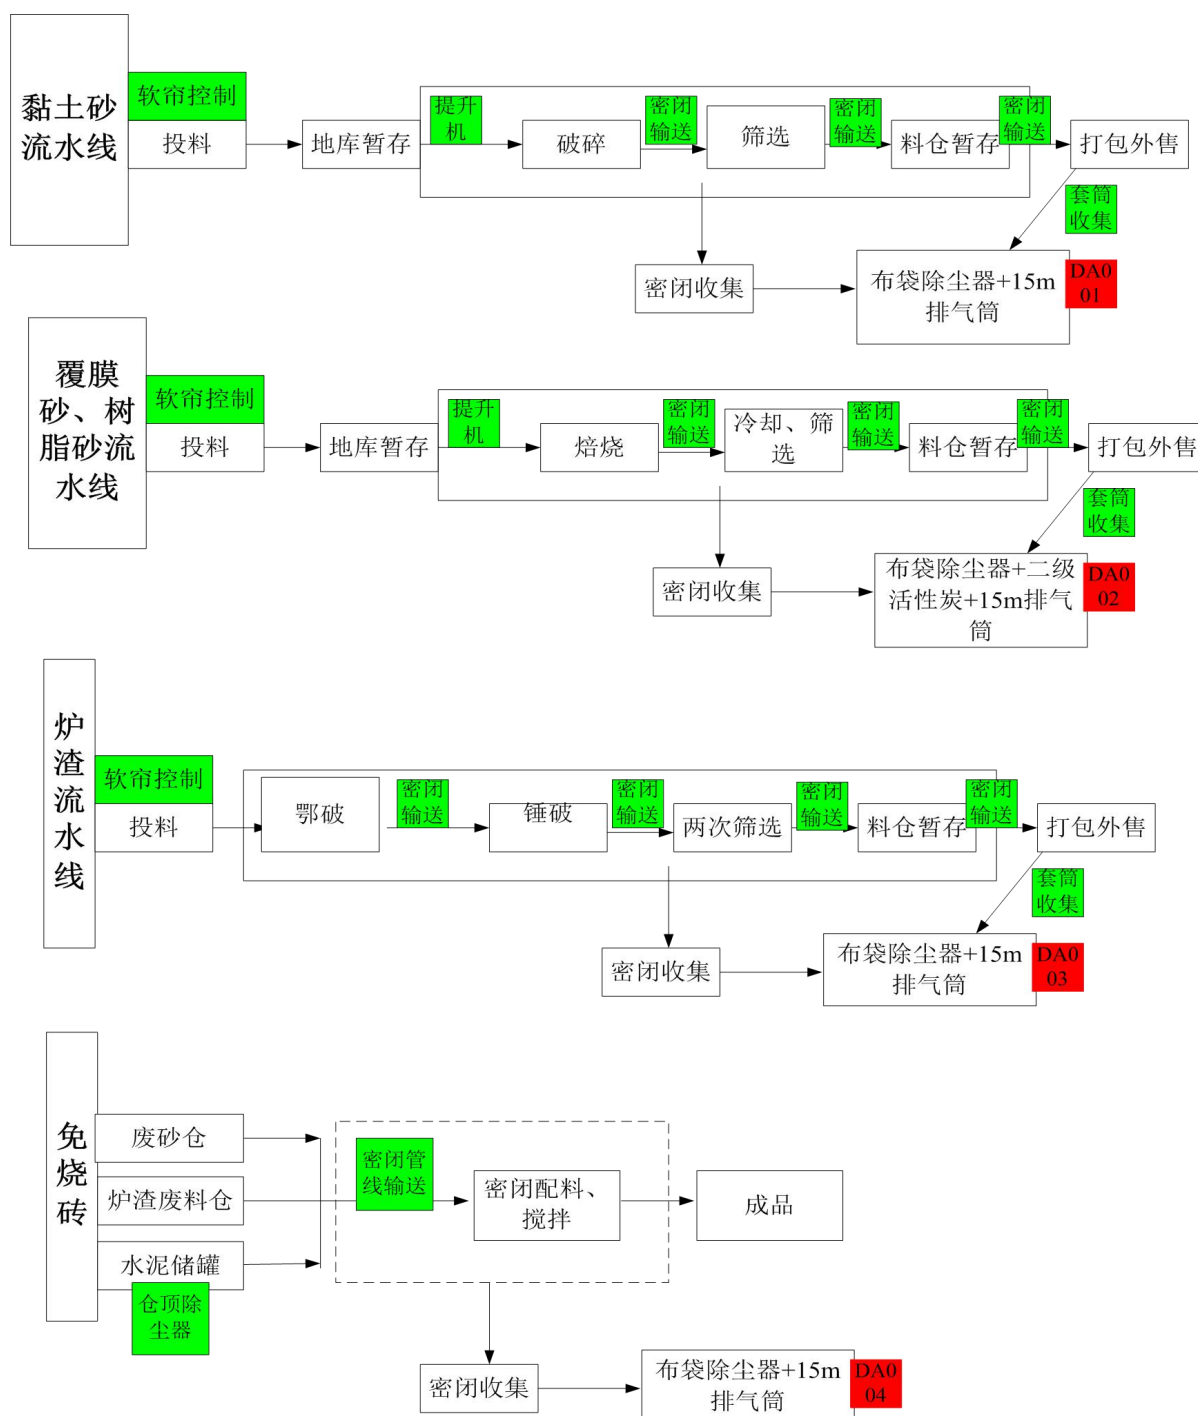 黏土砂
流水线
软帘控制
投料
地库暂存
提升
机
破碎
密闭
输送
筛选
密闭
输送
料仓暂存
密闭
输送
打包外售
套筒
收集
密闭收集
布袋除尘器+15m
排气筒
DA0
01
覆膜
砂、树
脂砂流
水线
软帘控制
投料
地库暂存
提升
机
焙烧
密闭
输送
冷却、筛
选
密闭
输送
料仓暂存
密闭
输送
打包外售
套筒
收集
密闭收集
布袋除尘器+二级
活性炭+15m排气
筒
DA0
02
炉
渣
流
水
线
软帘控制
投料
鄂破
密闭
输送
锤破
密闭
输送
两次筛选
密闭
输送
料仓暂存
密闭
输送
打包外售
套筒
收集
密闭收集
布袋除尘器+15m
排气筒
DA0
03
免
烧
砖
废砂仓
炉渣废料仓
水泥储罐
仓顶除
尘器
密闭管
线输送
密闭配料、
搅拌
成品
密闭收集
布袋除尘器+15m
排气筒
DA0
04